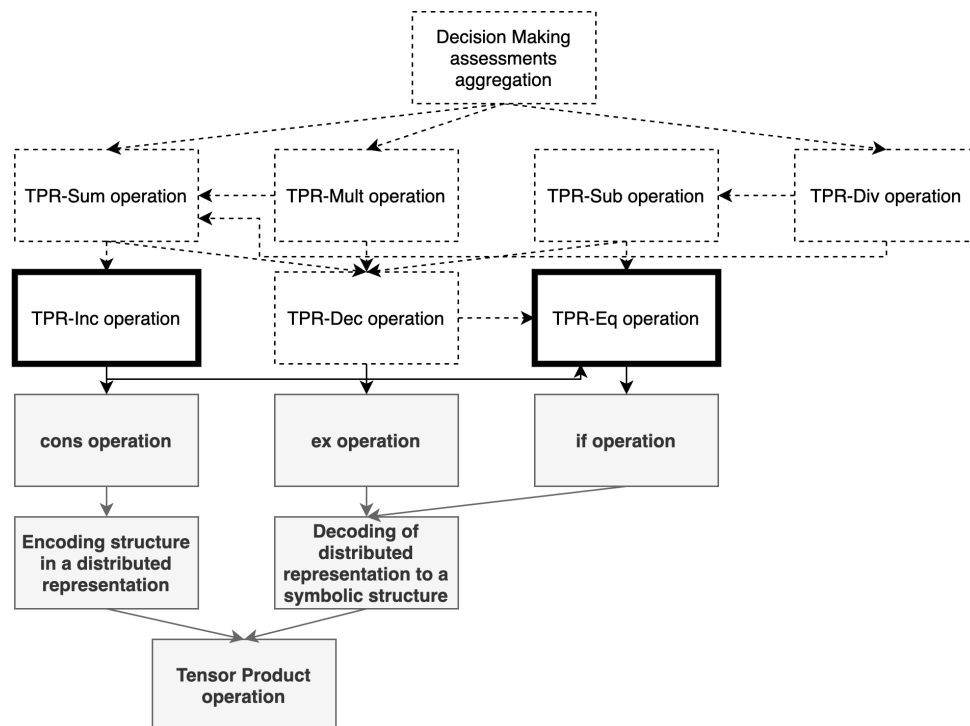 Decision Making
assessments
aggregation
TPR-Sum operation
TPR-Mult operation
TPR-Sub operation
TPR-Div operation
TPR-Inc operation
TPR-Dec operation
TPR-Eq operation
cons operation
ex operation
if operation
Encoding structure
in a distributed
representation
Decoding of
distributed
representation to a
symbolic structure
Tensor Product
operation